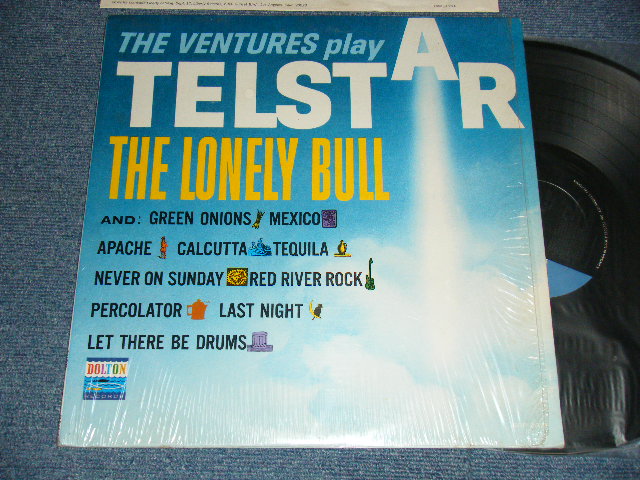 THE VENTURES play
TELSTAR
THE LONELY BULL
AND: GREEN ONIONS MEXICO
APACHE CALCUTTA TEQUILA
NEVER ON SUNDAY RED RIVER ROCK
PERCOLATOR LAST NIGHT
LET THERE BE DRUMS
DOLTON
RECORDS